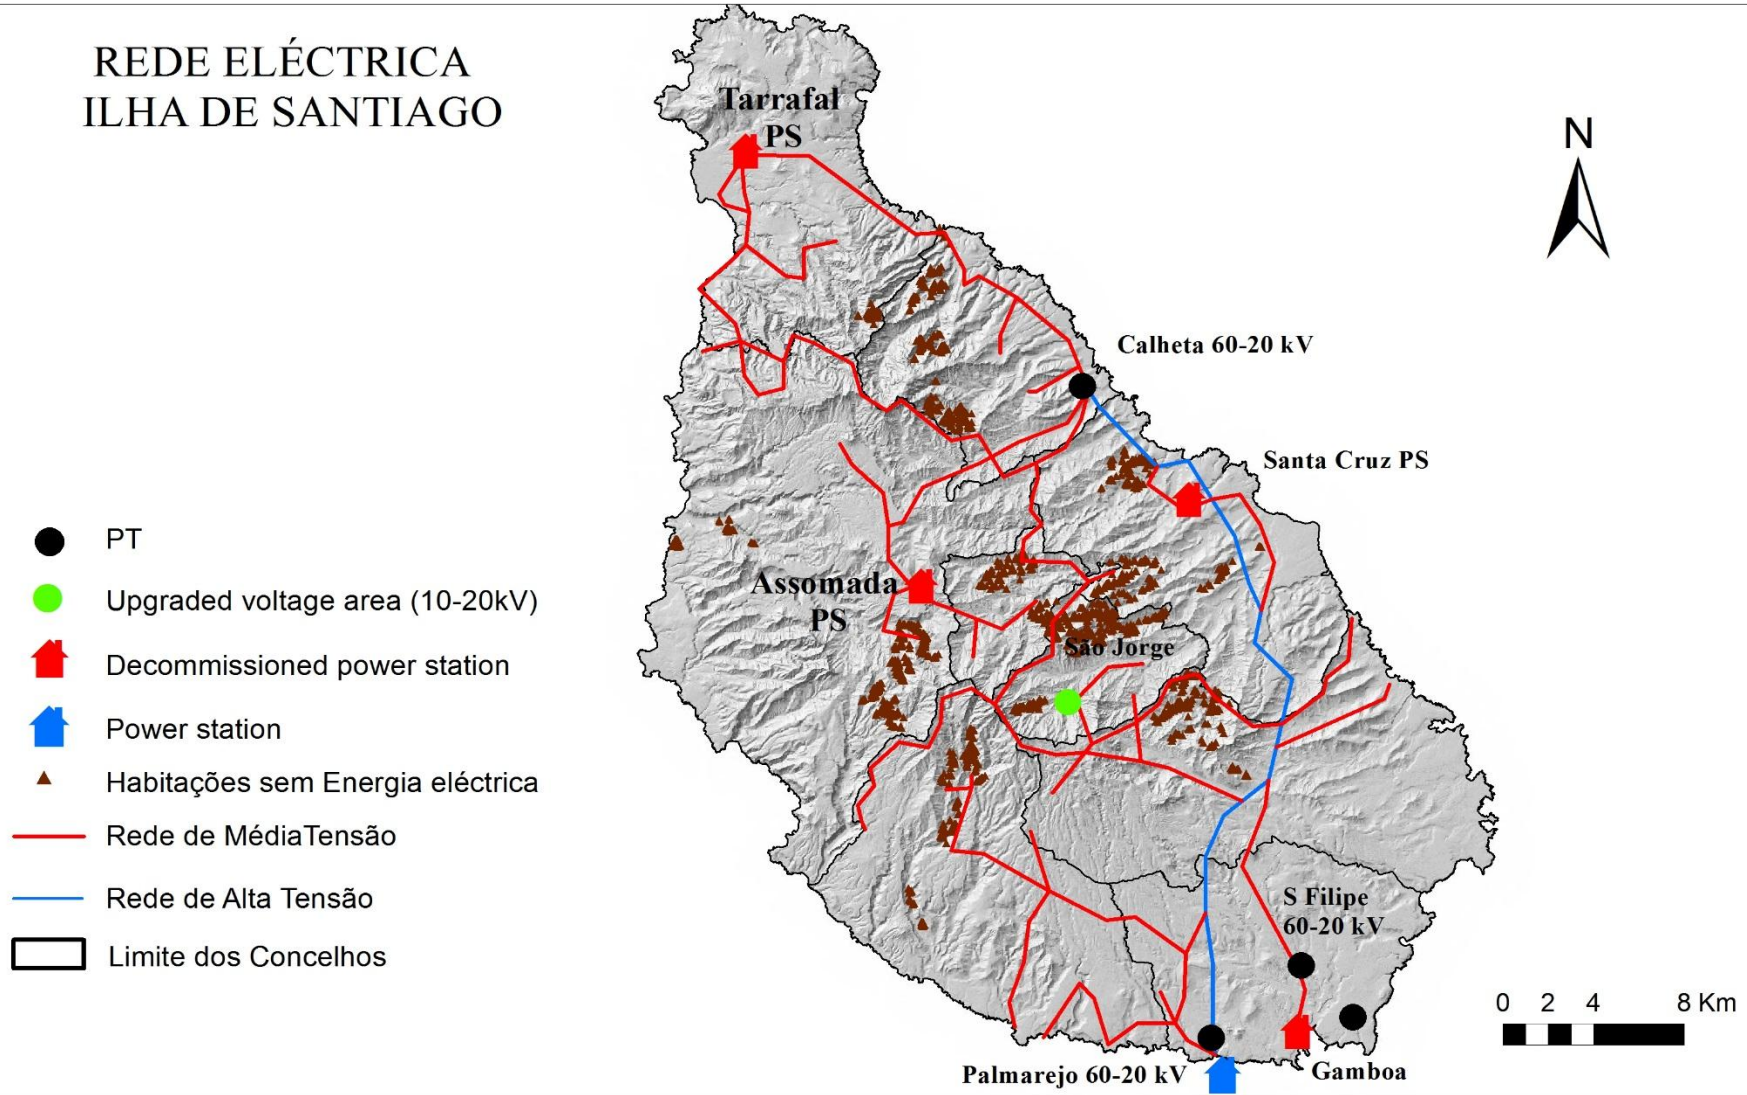 REDE ELÉCTRICA
ILHA DE SANTIAGO
N
Tarrafal
PS
Calheta 60-20 kV
Santa Cruz PS
Assomada
PS
São Jorge
S Filipe
60-20 kV
Palmarejo 60-20 kV
Gamboa
PT
Upgraded voltage area (10-20kV)
Decommissioned power station
Power station
Habitações sem Energia eléctrica
Rede de MédiaTensão
Rede de Alta Tensão
Limite dos Concelhos
0 2 4 8 Km